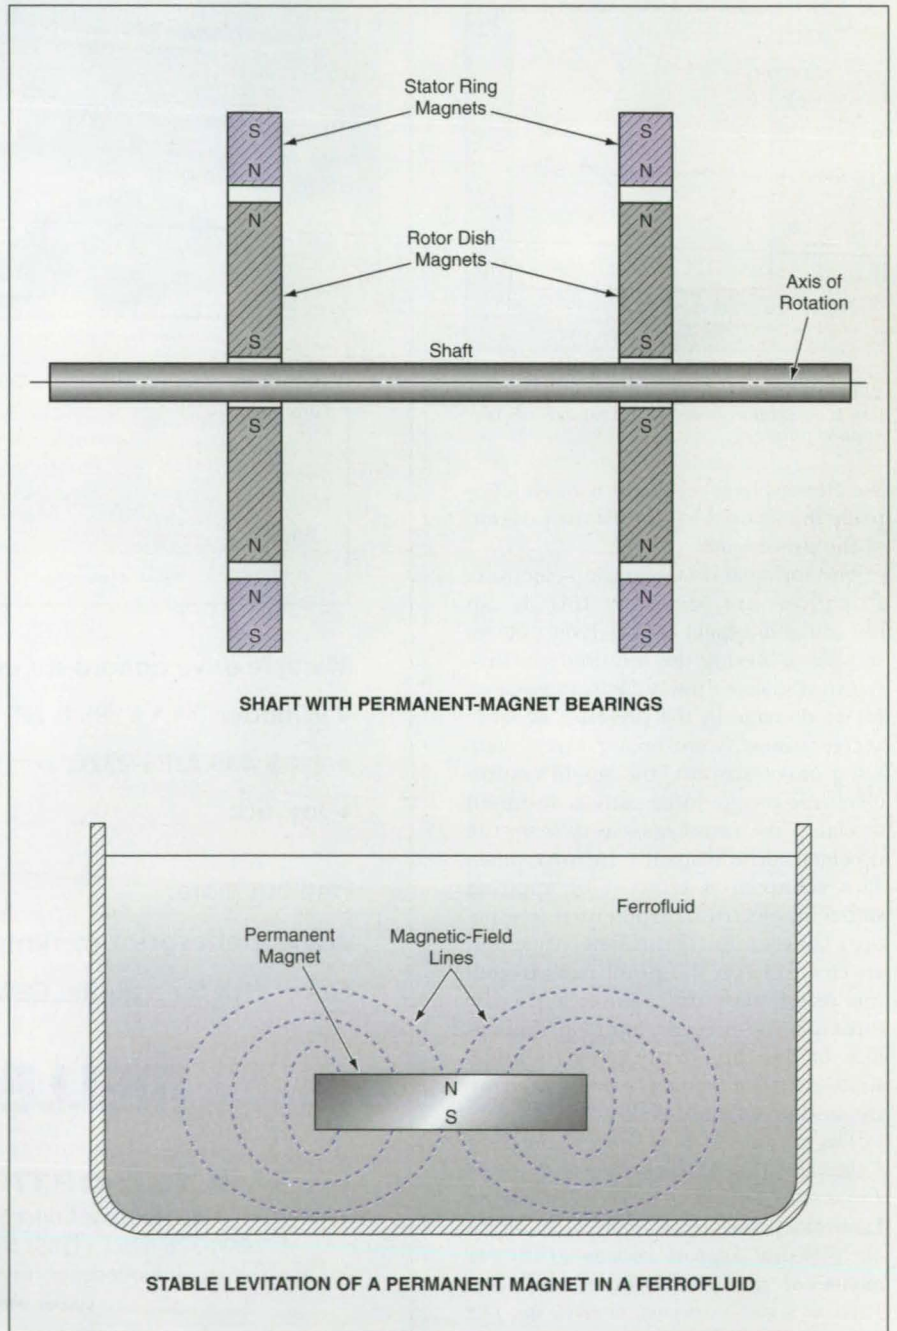 Stator Ring
Magnets
S
S
N
N
N
N
Rotor Dish
Magnets
Axis of
Rotation
S
S
Shaft
S
S
N
N
N
N
S
S
SHAFT WITH PERMANENT-MAGNET BEARINGS
Ferrofluid
Permanent
Magnet
Magnetic-Field
Lines
N
S
STABLE LEVITATION OF A PERMANENT MAGNET IN A FERROFLUID